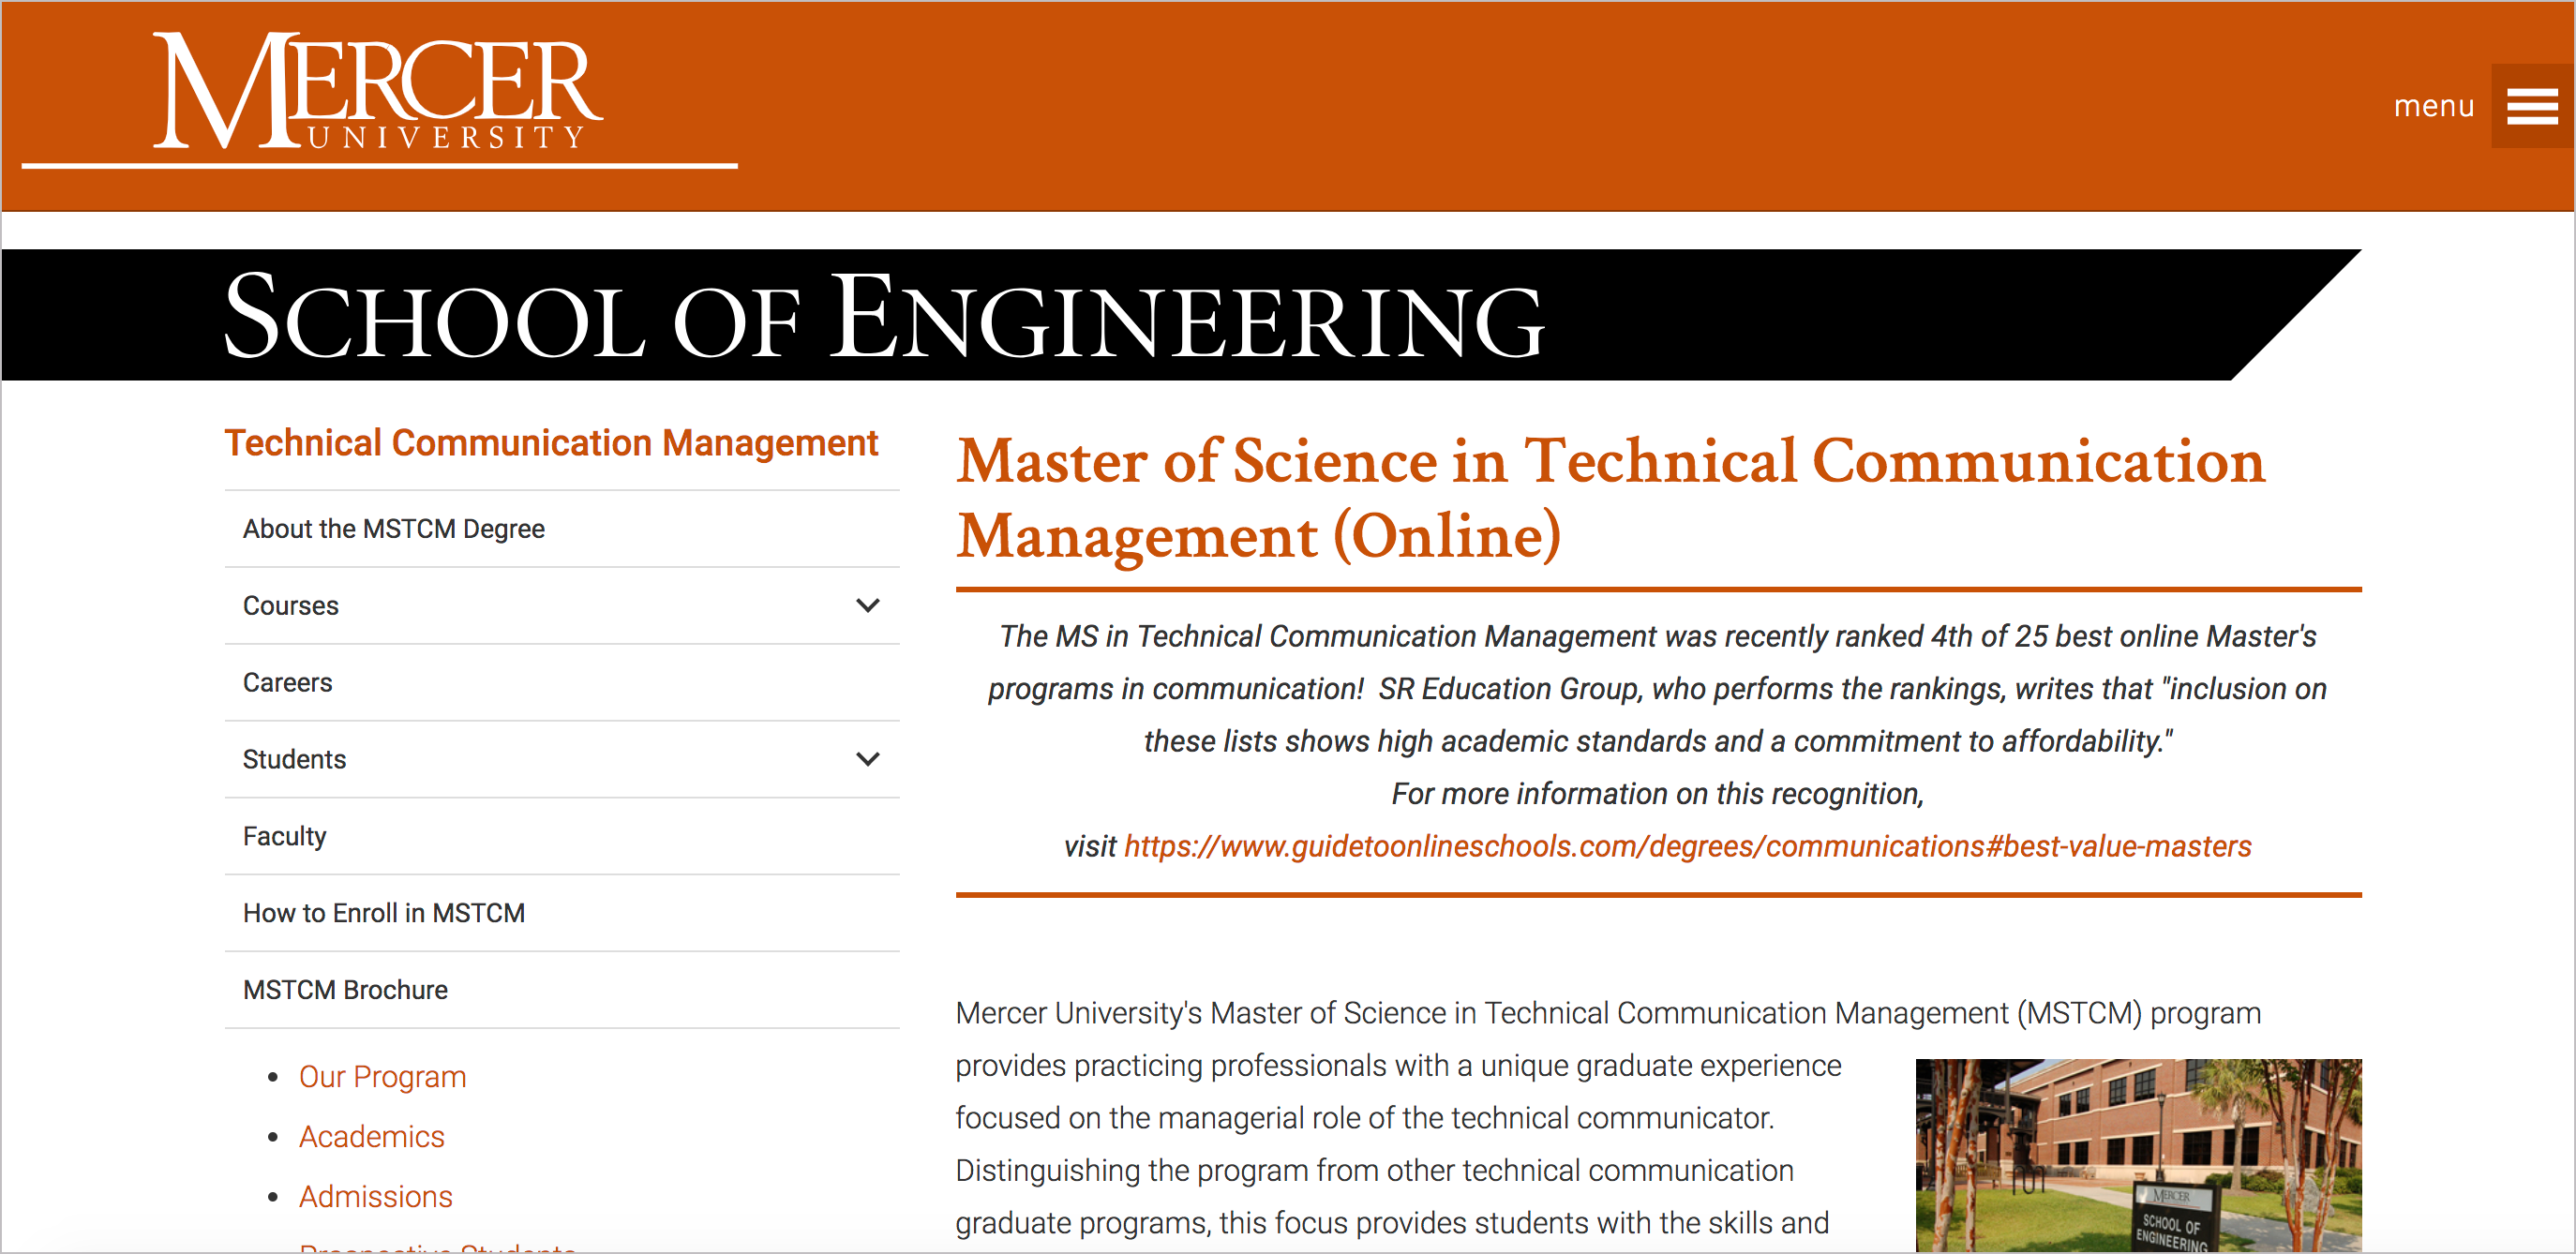 MERCER
UNIVERSITY
menu
SCHOOL OF ENGINEERING
Technical Communication Management
About the MSTCM Degree
Courses
Careers
Students
Faculty
How to Enroll in MSTCM
MSTCM Brochure
Our Program
Academics
Admissions
Prospective Students
Master of Science in Technical Communication
Management (Online)
The MS in Technical Communication Management was recently ranked 4th of 25 best online Master's
programs in communication!  SR Education Group, who performs the rankings, writes that "inclusion on
these lists shows high academic standards and a commitment to affordability."
For more information on this recognition,
visit https://www.guidetoonlineschools.com/degrees/communications#best-value-masters
Mercer University's Master of Science in Technical Communication Management (MSTCM) program
provides practicing professionals with a unique graduate experience
focused on the managerial role of the technical communicator.
Distinguishing the program from other technical communication
graduate programs, this focus provides students with the skills and
MERCER
SCHOOL OF
ENGINEERING